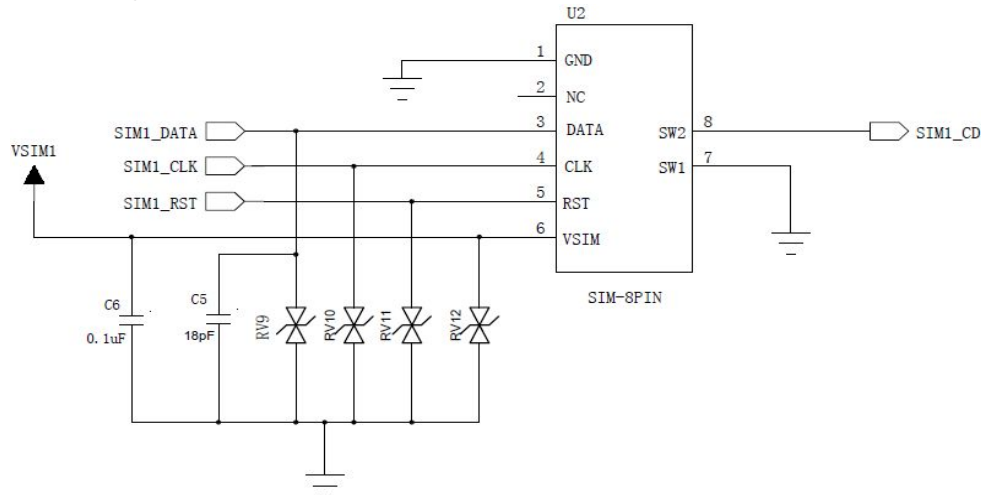 U2
1
GND
2
NC
SIM1_DATA
3
DATA
SW2
8
SIM1_CD
VSIM1
SIM1_CLK
4
CLK
SW1
7
SIM1_RST
5
RST
6
VSIM
SIM-8PIN
C6
0.1uF
C5
18pF
RV9
RV10
RV11
RV12